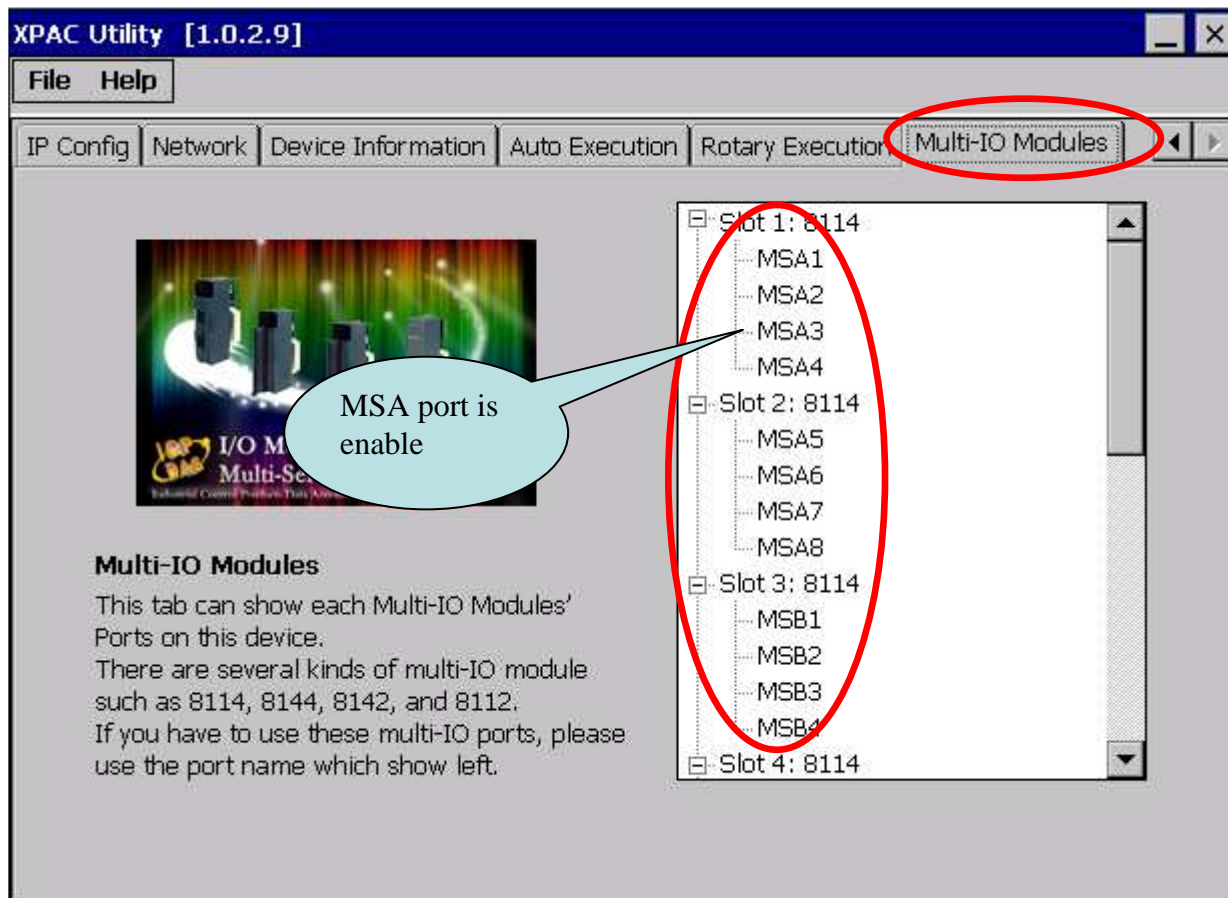 XPAC Utility [1.0.2.9]
File Help
IP Config
Network
Device Information
Auto Execution
Rotary Execution
Multi-IO Modules
MSA port is
enable
I/O
Multi-Se
Multi-IO Modules
This tab can show each Multi-IO Modules'
Ports on this device.
There are several kinds of multi-IO module
such as 8114, 8144, 8142, and 8112.
If you have to use these multi-IO ports, please
use the port name which show left.
Slot 1: 8114
MSA1
MSA2
MSA3
MSA4
Slot 2: 8114
MSA5
MSA6
MSA7
MSA8
Slot 3: 8114
MSB1
MSB2
MSB3
MSB4
Slot 4: 8114